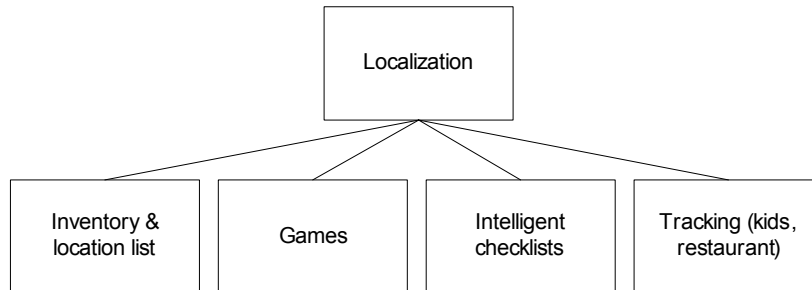 Localization
Inventory &
location list
Games
Intelligent
checklists
Tracking (kids,
restaurant)